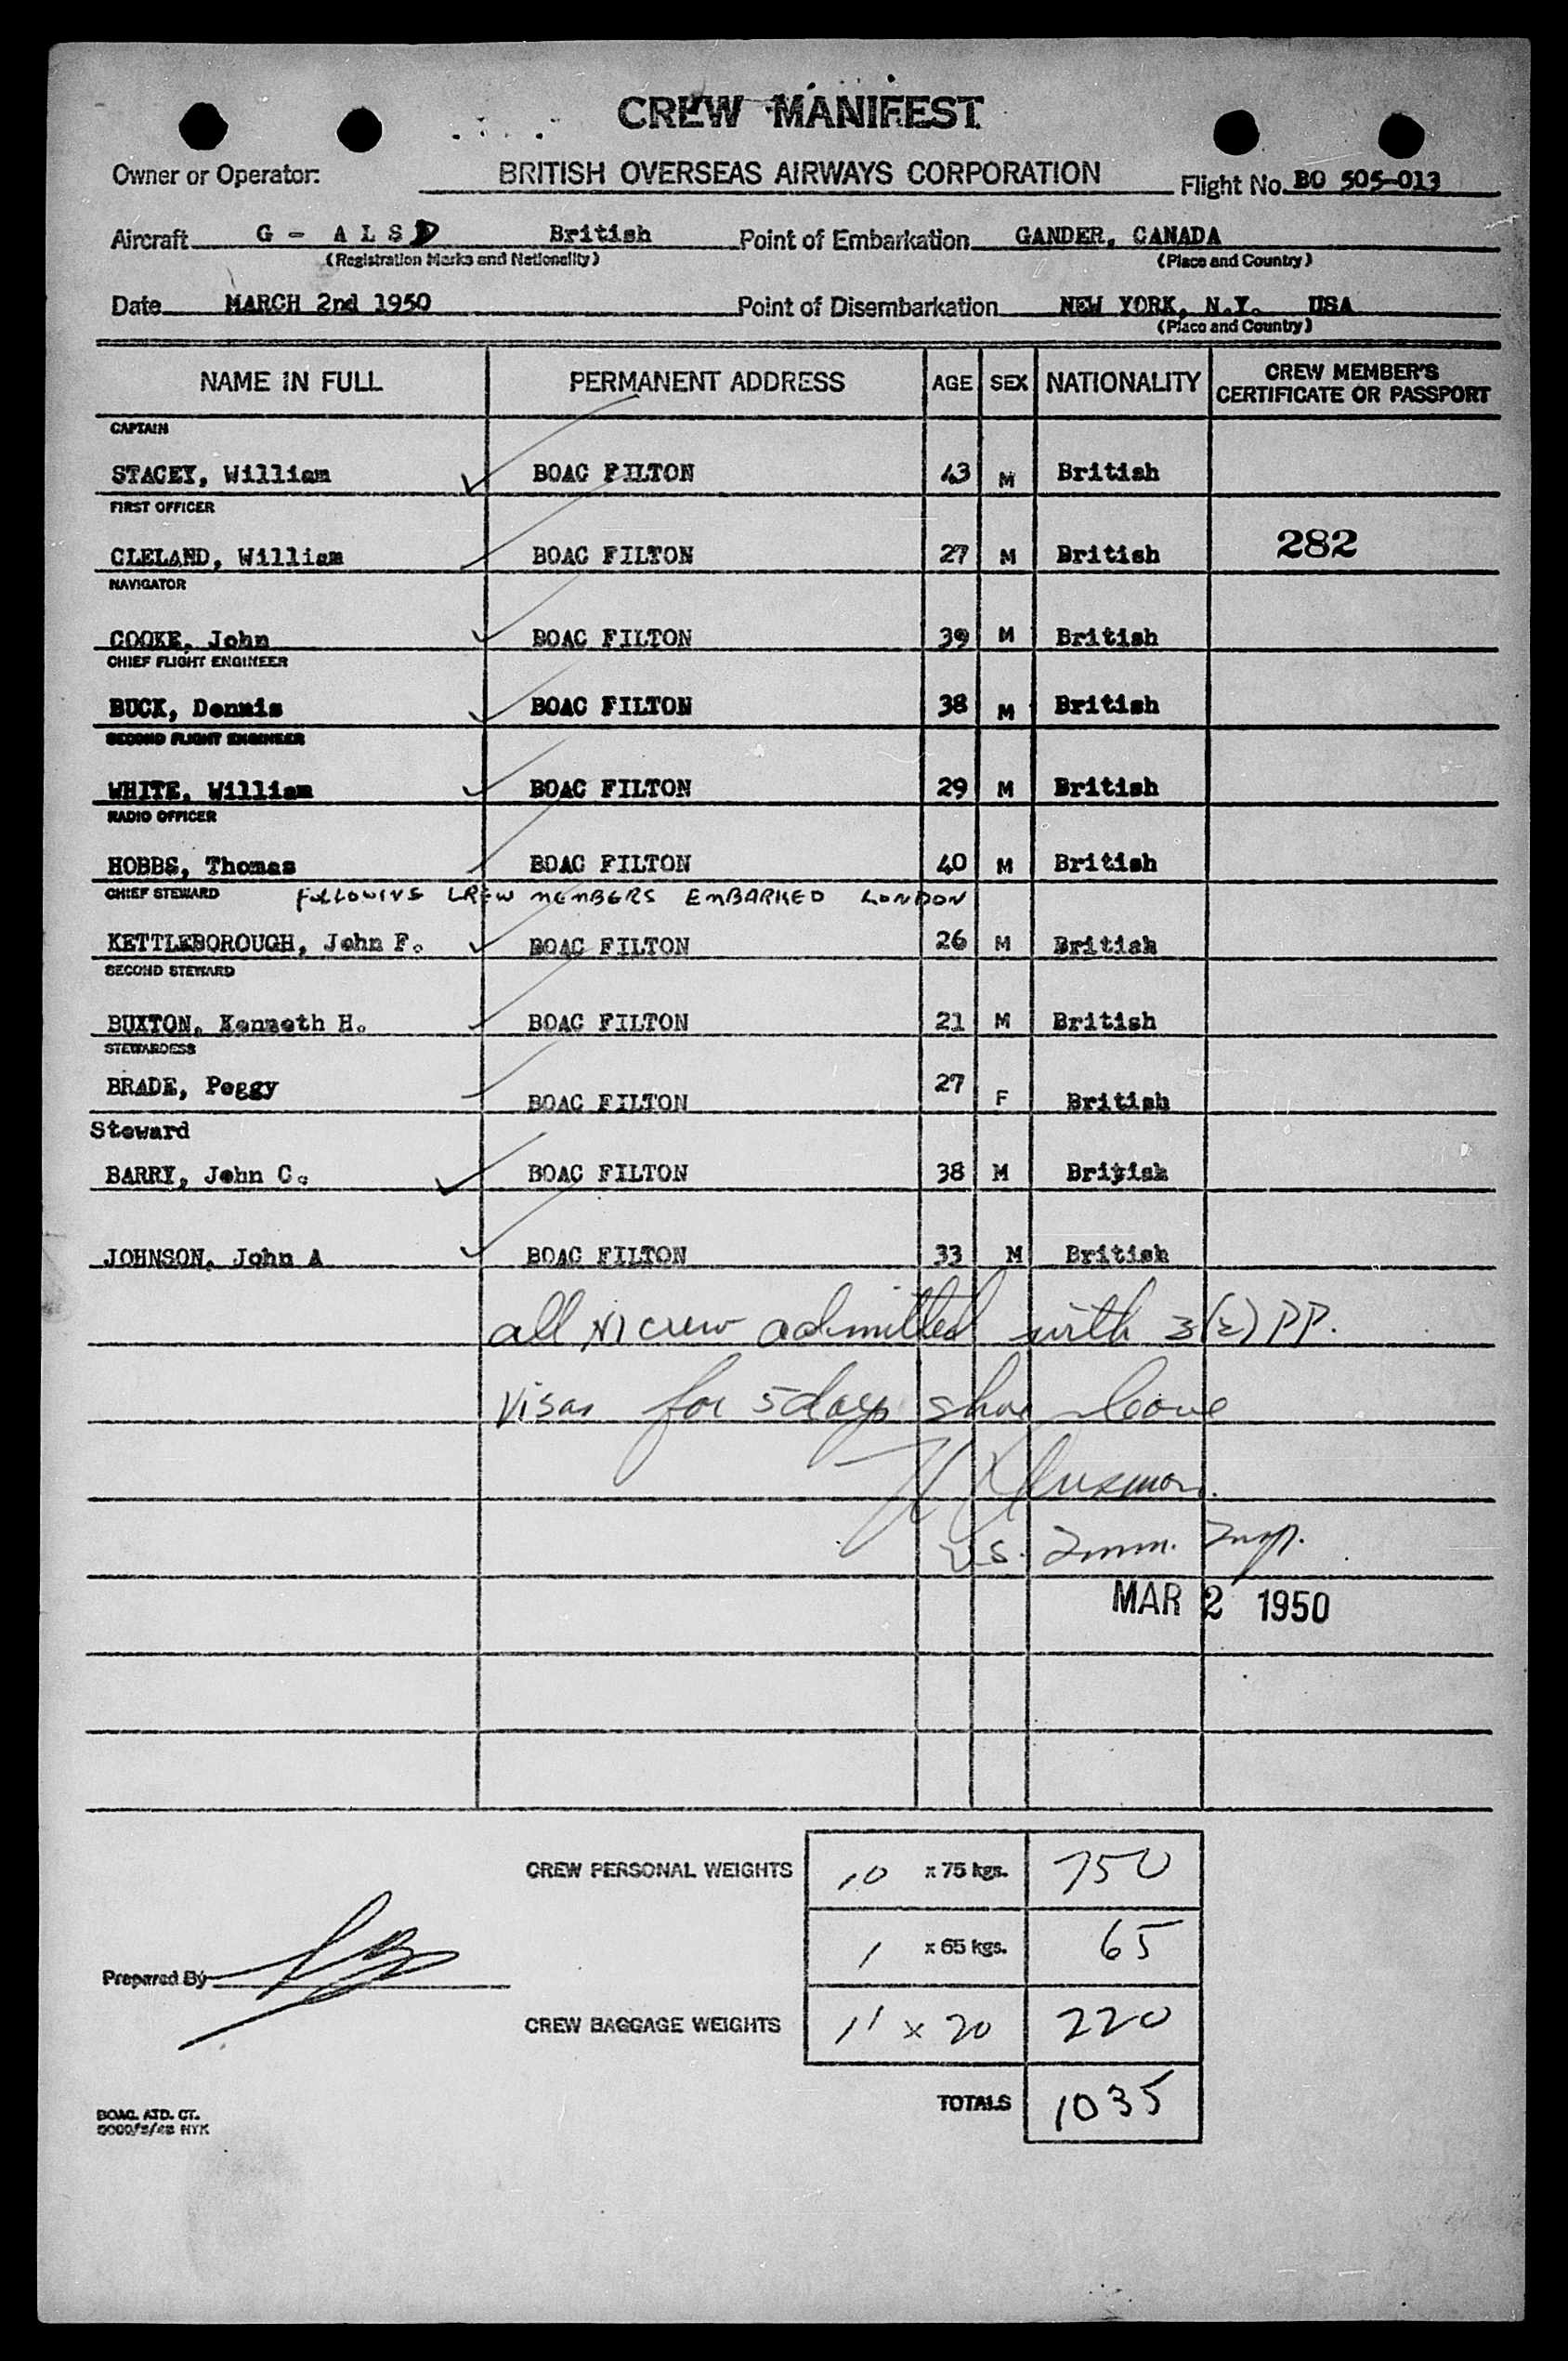 CREW MANIFEST
Owner or Operator: BRITISH OVERSEAS AIRWAYS CORPORATION Flight No. BO 505-013
Aircraft G - A L S D British Point of Embarkation GANDER, CANADA
(Registration Marks and Nationality) (Place and Country)
Date MARCH 2nd 1950 Point of Disembarkation NEW YORK, N.Y. USA
(Place and Country)
NAME IN FULL PERMANENT ADDRESS AGE SEX NATIONALITY CREW MEMBER'S CERTIFICATE OR PASSPORT
CAPTAIN
STACEY, William BOAC FILTON 43 M British
FIRST OFFICER
CLELAND, William BOAC FILTON 27 M British 282
NAVIGATOR
COOKE, John BOAC FILTON 39 M British
CHIEF FLIGHT ENGINEER
BUCK, Dennis BOAC FILTON 38 M British
SECOND FLIGHT ENGINEER
WHITE, William BOAC FILTON 29 M British
RADIO OFFICER
HOBBS, Thomas BOAC FILTON 40 M British
CHIEF STEWARD FOLLOWING CREW MEMBERS EMBARKED LONDON
KETTLEBOROUGH, John F. BOAC FILTON 26 M British
SECOND STEWARD
BUXTON, Kenneth H. BOAC FILTON 21 M British
STEWARDESS
BRADE, Peggy BOAC FILTON 27 F British
Steward
BARRY, John C. BOAC FILTON 38 M British
JOHNSON, John A BOAC FILTON 33 M British
all crew admitted with 3(2) PP.
visas for 5 days shore leave
U.S. Imm. Insp.
MAR 2 1950
CREW PERSONAL WEIGHTS 10 x 75 kgs. 750
1 x 65 kgs. 65
Prepared By
CREW BAGGAGE WEIGHTS 11 x 20 220
TOTALS 1035
BOAC. ATD. CT.
5000/5/48 NYK